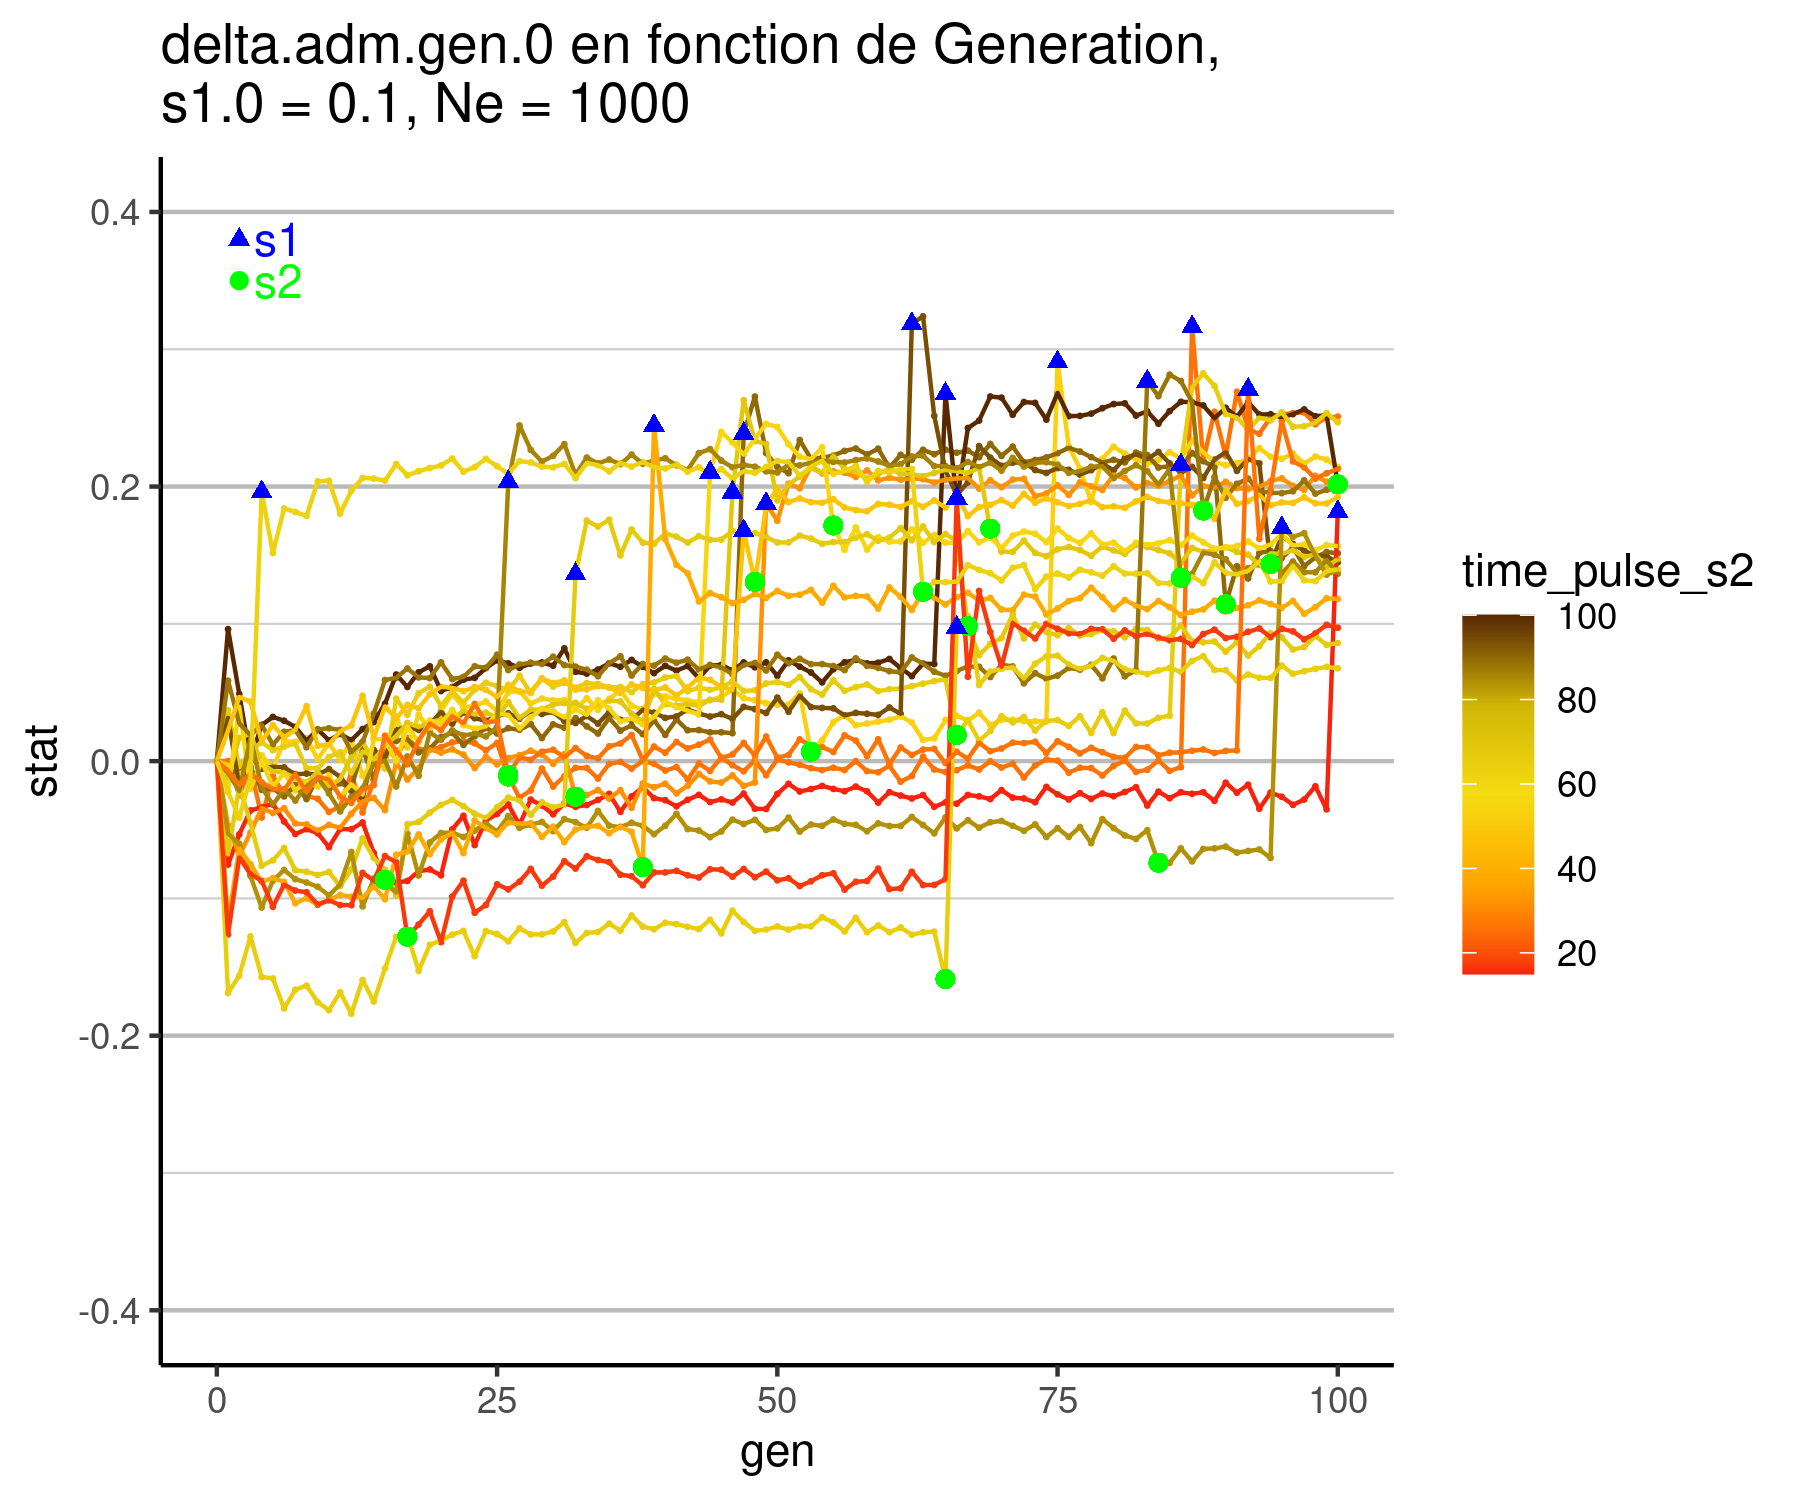 delta.adm.gen.0 en fonction de Generation,
s1.0 = 0.1, Ne = 1000
0.4
s1
s2
0.2
0.0
-0.2
-0.4
stat
0
25
50
75
100
gen
time_pulse_s2
100
80
60
40
20